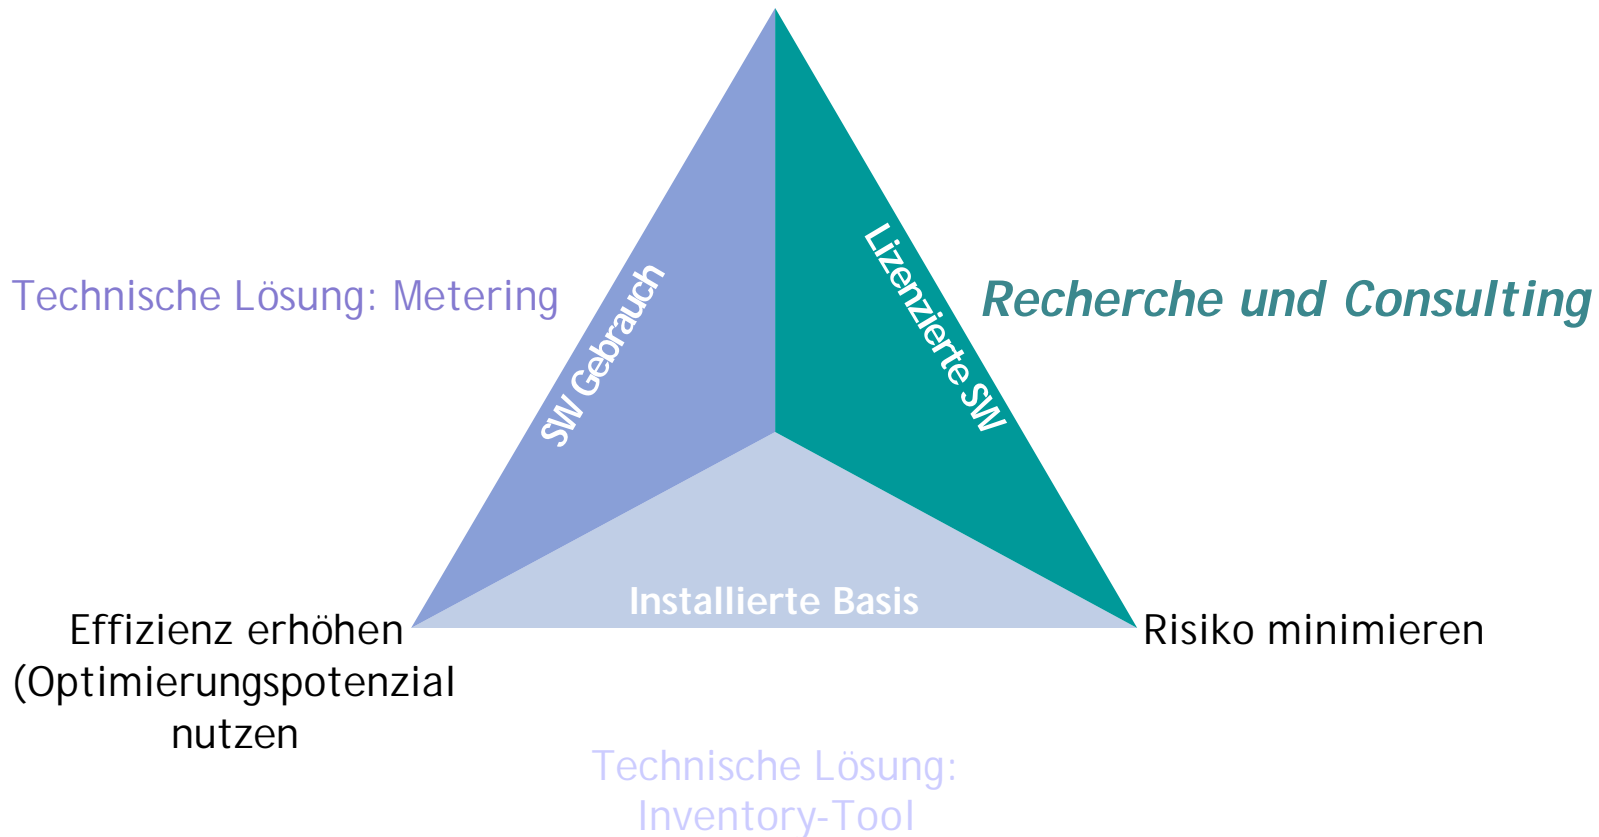 Technische Lösung: Metering
SW Gebrauch
Lizenzierte SW
Recherche und Consulting
Installierte Basis
Effizienz erhöhen
(Optimierungspotenzial
nutzen
Risiko minimieren
Technische Lösung:
Inventory-Tool